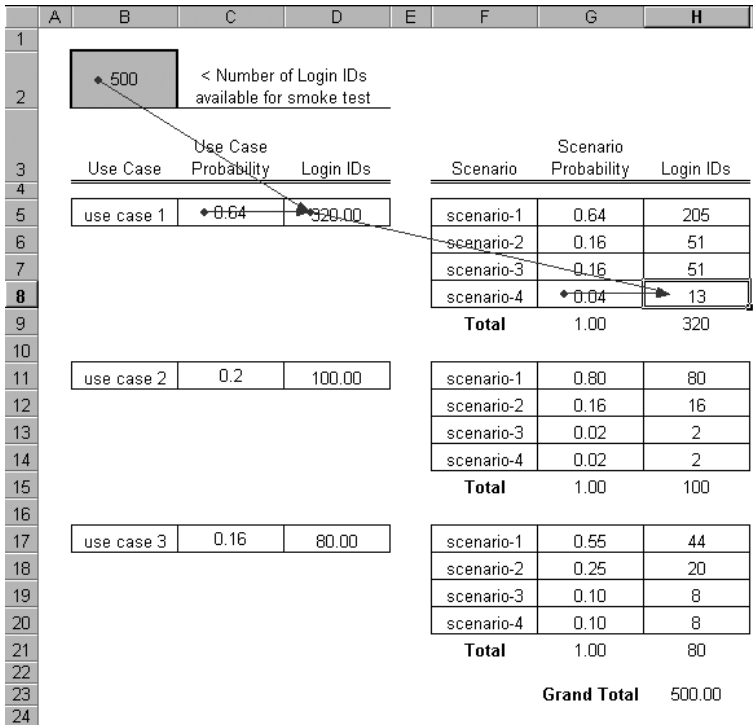 A B C D E F G H
1
500 < Number of Login IDs
2 available for smoke test
Use Case Scenario
3 Use Case Probability Login IDs Scenario Probability Login IDs
4
5 use case 1 0.64 320.00 scenario-1 0.64 205
6 scenario-2 0.16 51
7 scenario-3 0.16 51
8 scenario-4 0.04 13
9 Total 1.00 320
10
11 use case 2 0.2 100.00 scenario-1 0.80 80
12 scenario-2 0.16 16
13 scenario-3 0.02 2
14 scenario-4 0.02 2
15 Total 1.00 100
16
17 use case 3 0.16 80.00 scenario-1 0.55 44
18 scenario-2 0.25 20
19 scenario-3 0.10 8
20 scenario-4 0.10 8
21 Total 1.00 80
22
23 Grand Total 500.00
24